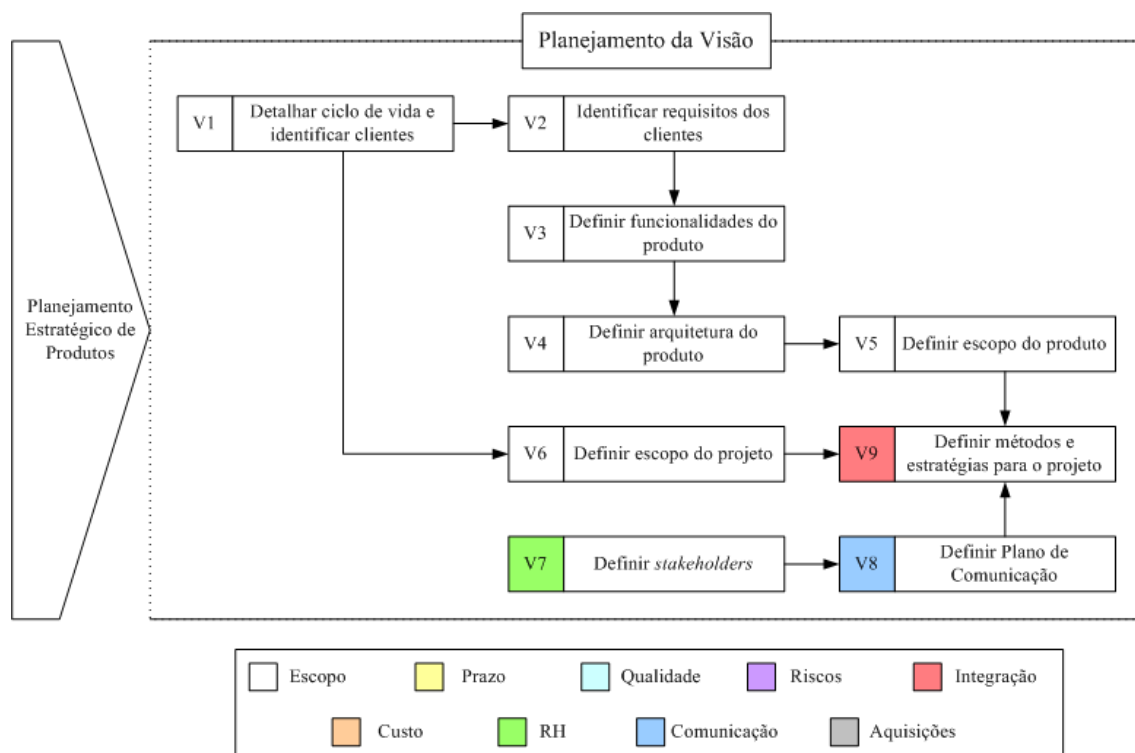 Planejamento da Visão
V1
Detalhar ciclo de vida e
identificar clientes
V2
Identificar requisitos dos
clientes
V3
Definir funcionalidades do
produto
Planejamento
Estratégico de
Produtos
V4
Definir arquitetura do
produto
V5
Definir escopo do produto
V6
Definir escopo do projeto
V9
Definir métodos e
estratégias para o projeto
V7
Definir stakeholders
V8
Definir Plano de
Comunicação
Escopo
Prazo
Qualidade
Riscos
Integração
Custo
RH
Comunicação
Aquisições